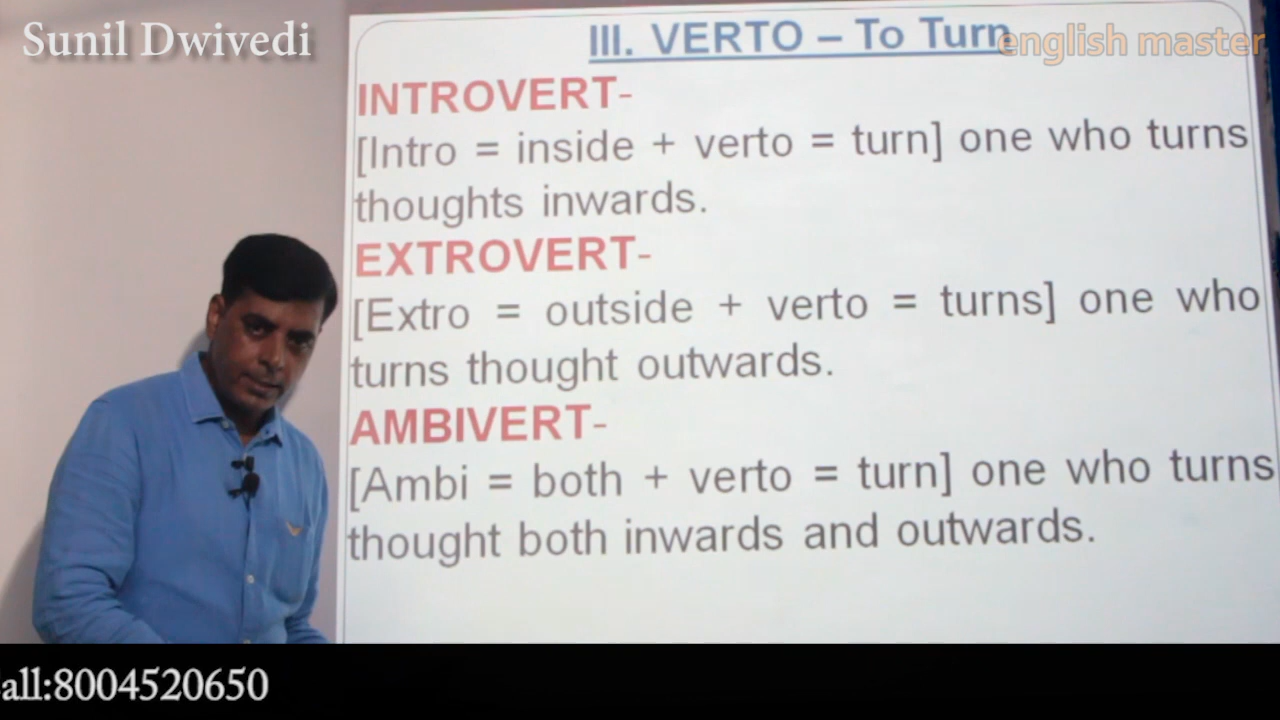 Sunil Dwivedi
english master
III. VERTO – To Turn
INTROVERT-
[Intro = inside + verto = turn] one who turns
thoughts inwards.
EXTROVERT-
[Extro = outside + verto = turns] one who
turns thought outwards.
AMBIVERT-
[Ambi = both + verto = turn] one who turns
thought both inwards and outwards.
all:8004520650